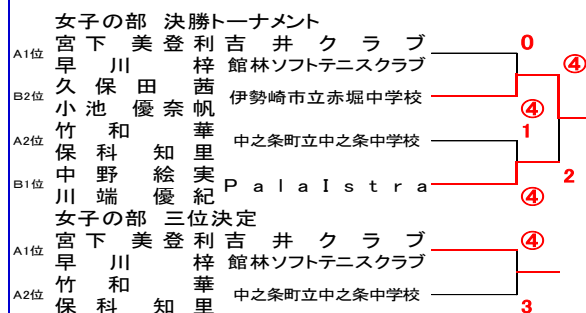 女子の部 決勝トーナメント
宮下 美登利 吉井クラブ 0
A1位
早川 梓 館林ソフトテニスクラブ
④
久保田 茜
B2位 伊勢崎市立赤堀中学校
小池 優奈帆 ④
竹和 華 1
A2位 中之条町立中之条中学校
保科 知里
中野 絵実 2
B1位 PalaIstra
川端 優紀 ④
女子の部 三位決定
宮下 美登利 吉井クラブ ④
A1位
早川 梓 館林ソフトテニスクラブ
竹和 華
A2位 中之条町立中之条中学校
保科 知里 3